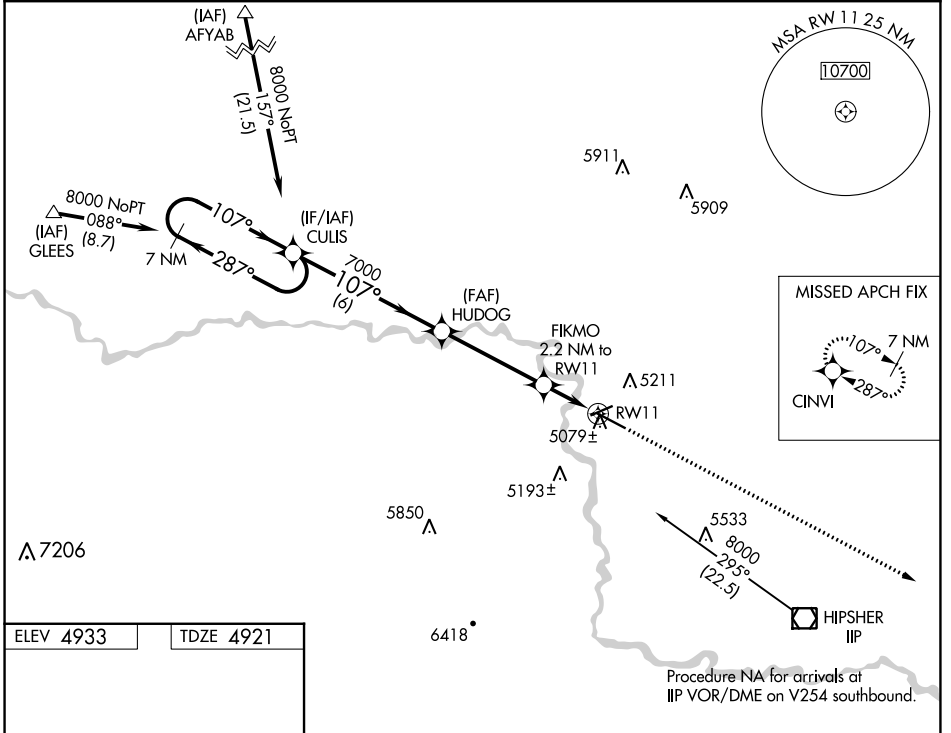 (IAF)
AFYAB
8000 NoPT
157°
(21.5)
MSA RW 11 25 NM
10700
5911
5909
8000 NoPT
088°
(8.7)
(IAF)
GLEES
7 NM
107°
287°
(IF/IAF)
CULIS
7000
107°
(6)
(FAF)
HUDOG
FIKMO
2.2 NM to
RW11
5211
RW11
5079±
5193±
MISSED APCH FIX
107°
7 NM
287°
CINVI
5850
7206
5533
8000
295°
(22.5)
HIPSHER
IIP
6418
ELEV 4933
TDZE 4921
Procedure NA for arrivals at
IIP VOR/DME on V254 southbound.